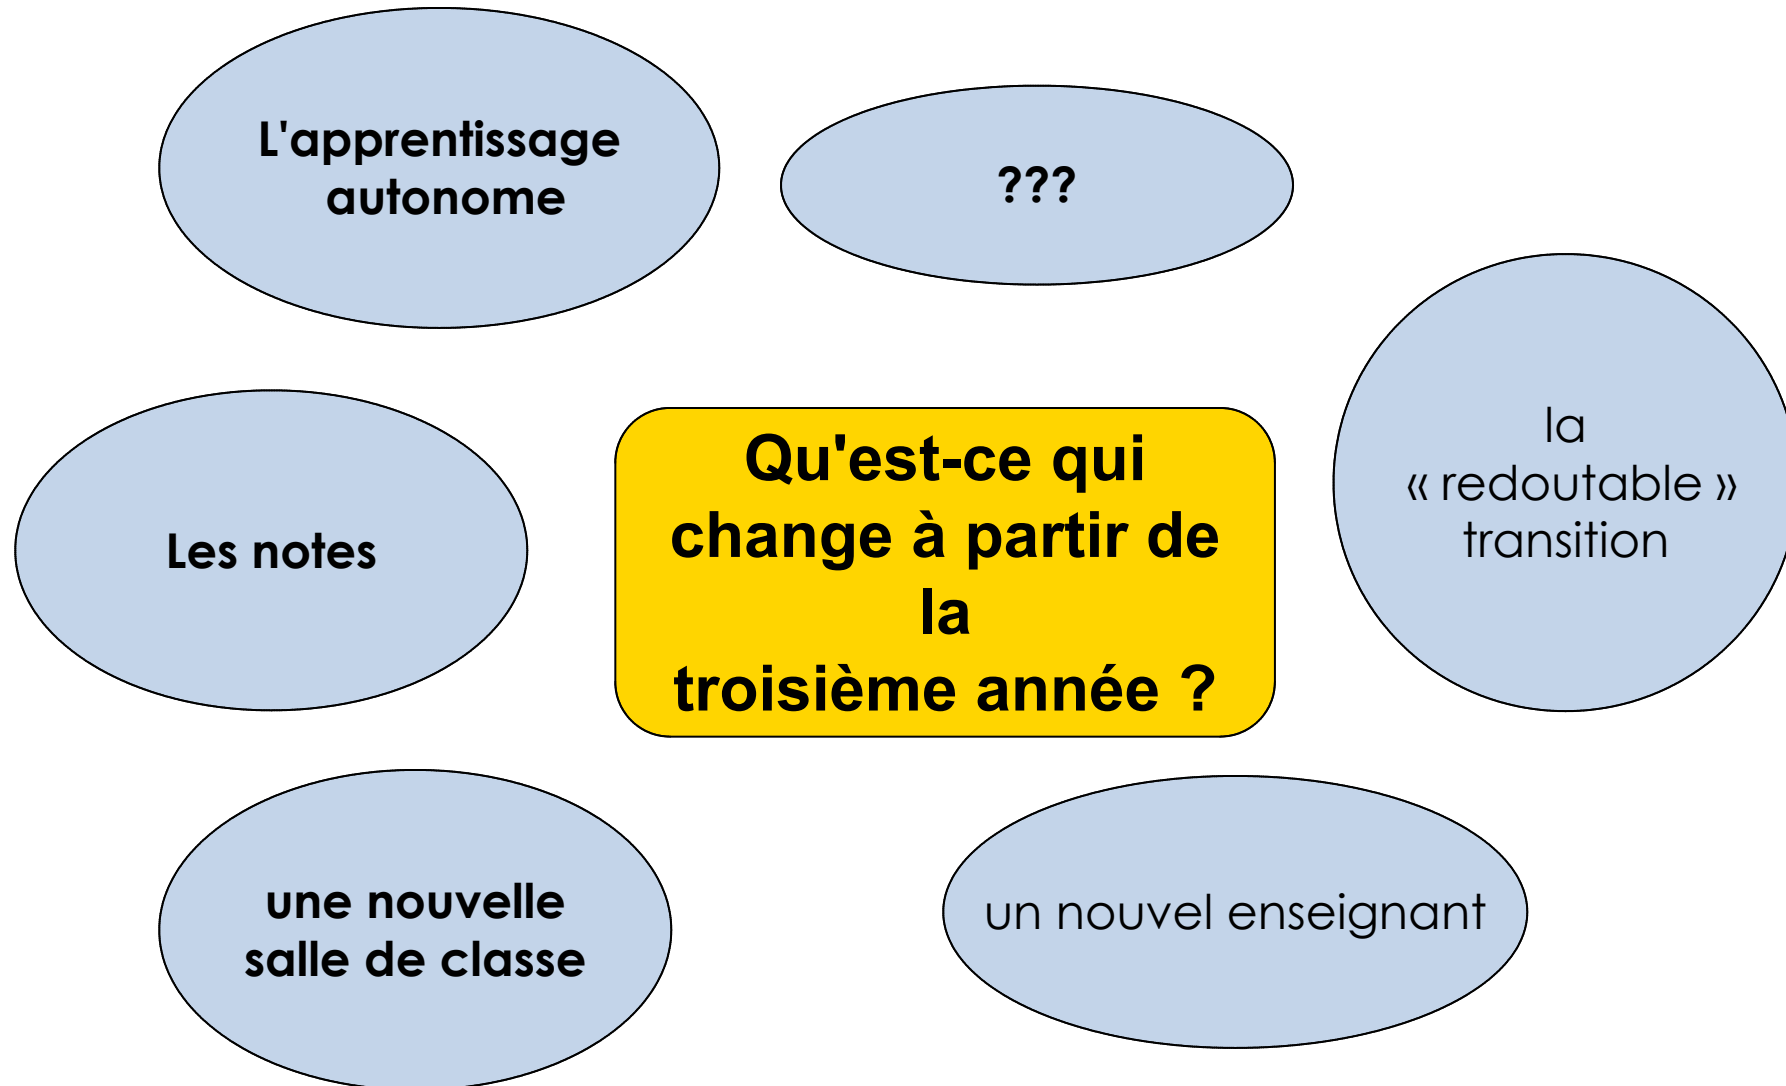 L'apprentissage
autonome
???
la
« redoutable »
transition
Qu'est-ce qui
change à partir de
la
troisième année ?
Les notes
une nouvelle
salle de classe
un nouvel enseignant